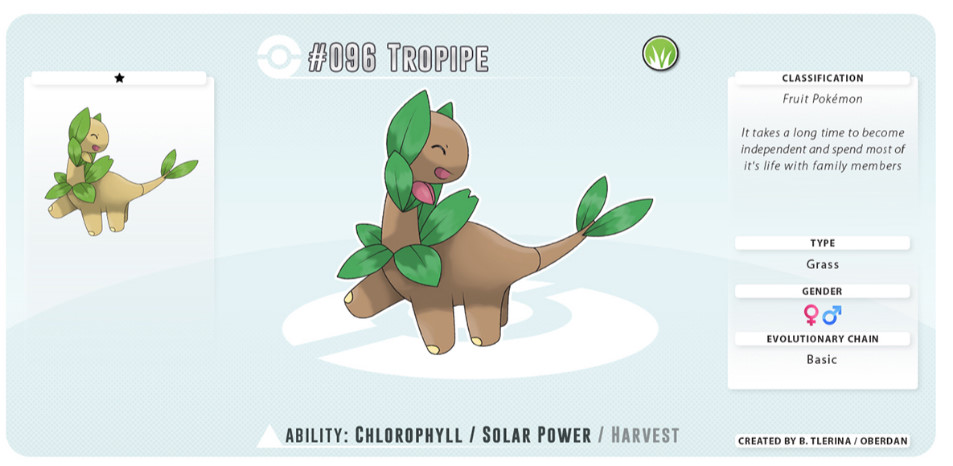 #096 Tropipe
★
CLASSIFICATION
Fruit Pokémon
It takes a long time to become
independent and spend most of
it's life with family members
TYPE
Grass
GENDER
♀♂
EVOLUTIONARY CHAIN
Basic
ABILITY: CHLOROPHYLL / SOLAR POWER / HARVEST
CREATED BY B. TLERINA / OBERDAN